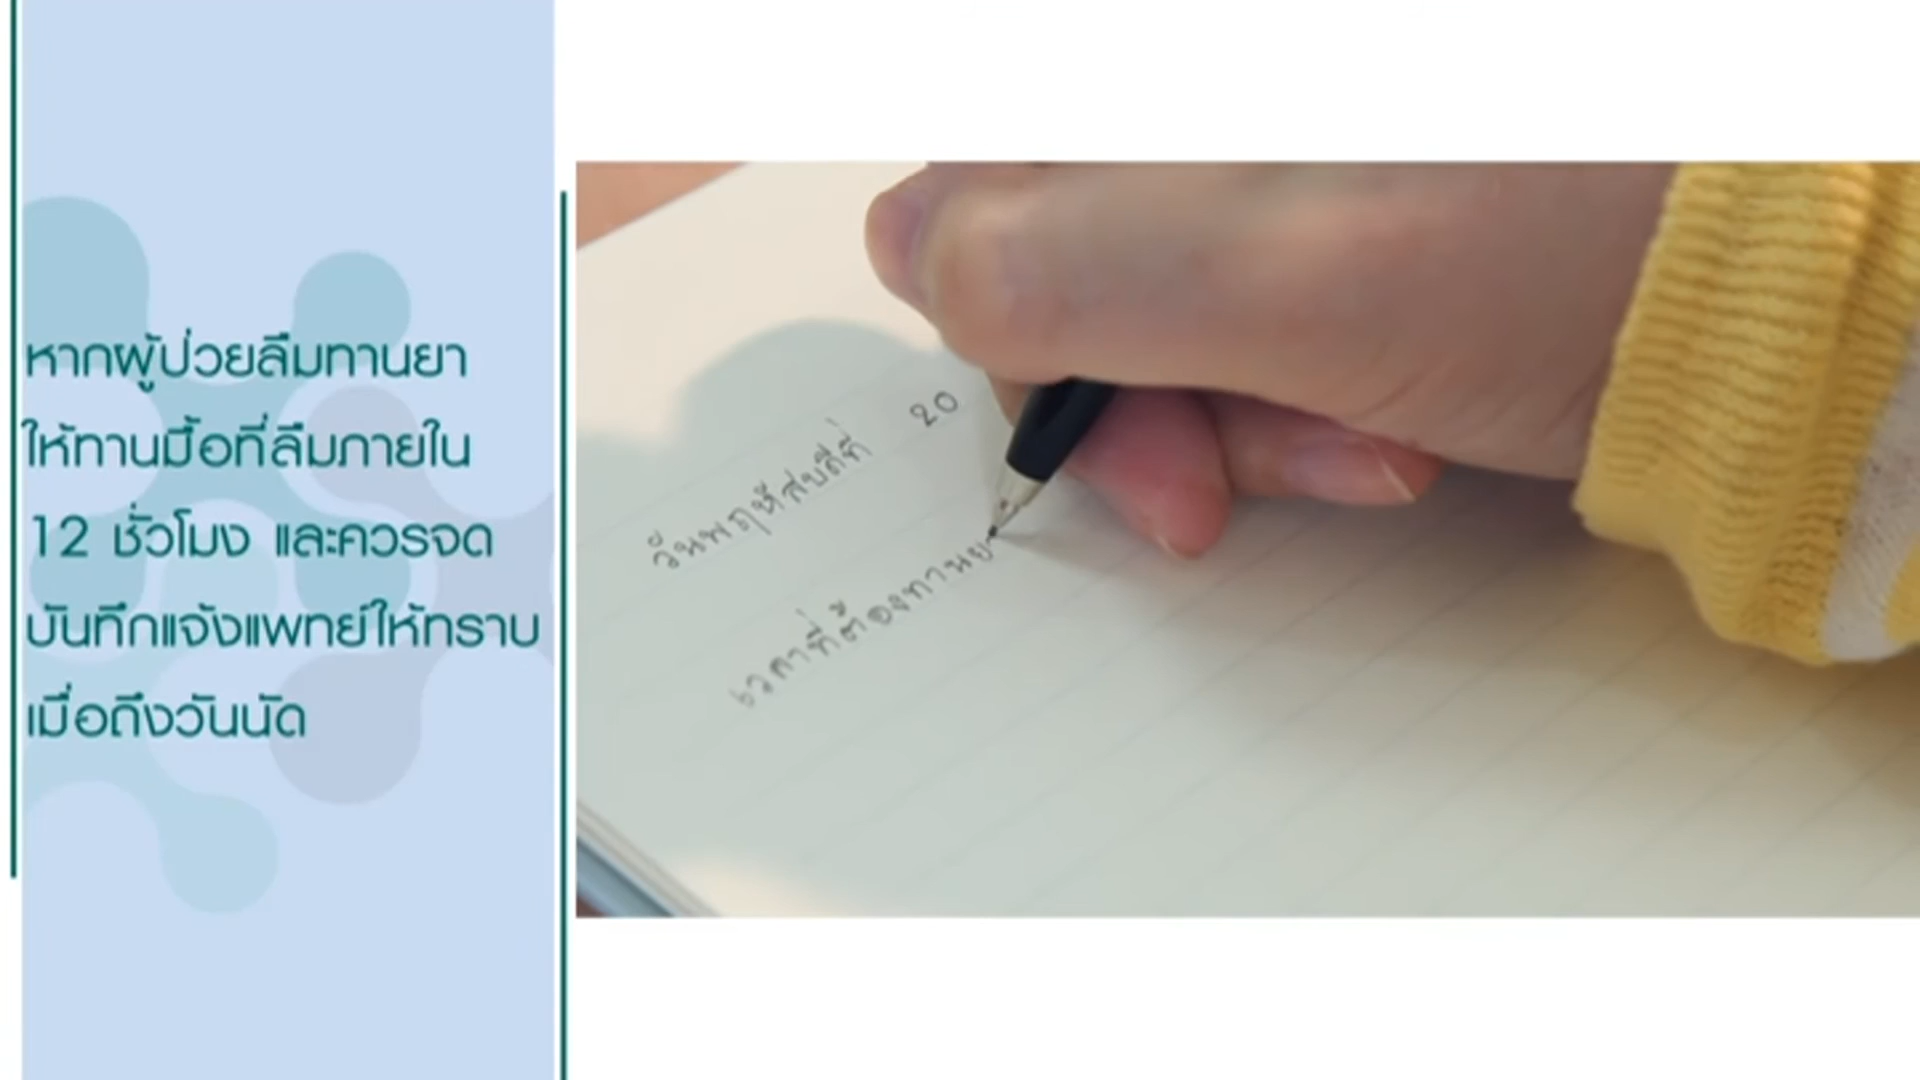 หากผู้ป่วยลืมทานยา
ให้ทานมื้อที่ลืมภายใน
12 ชั่วโมง และควรจด
บันทึกแจ้งแพทย์ให้ทราบ
เมื่อถึงวันนัด
วันพฤหัสบดีที่ 20
เวลาที่ต้องทานย